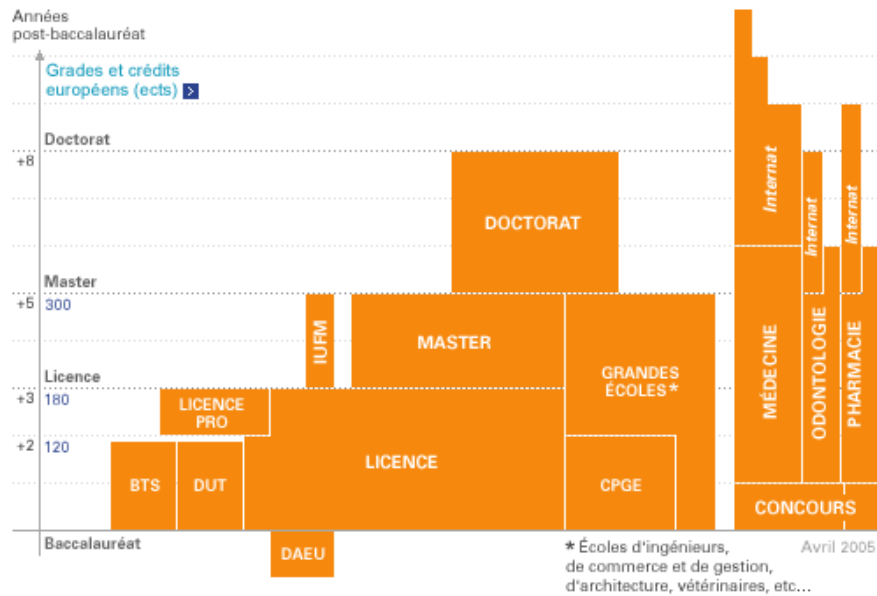 Années
post-baccalauréat
Grades et crédits
européens (ects)
Doctorat
+8
DOCTORAT
Internat
Internat
Internat
Master
+5 300
IUFM
MASTER
GRANDES
ÉCOLES*
MÉDECINE
ODONTOLOGIE
PHARMACIE
Licence
+3 180
LICENCE
PRO
+2 120
LICENCE
BTS
DUT
CPGE
CONCOURS
Baccalauréat
DAEU
* Écoles d'ingénieurs,
de commerce et de gestion,
d'architecture, vétérinaires, etc...
Avril 2005